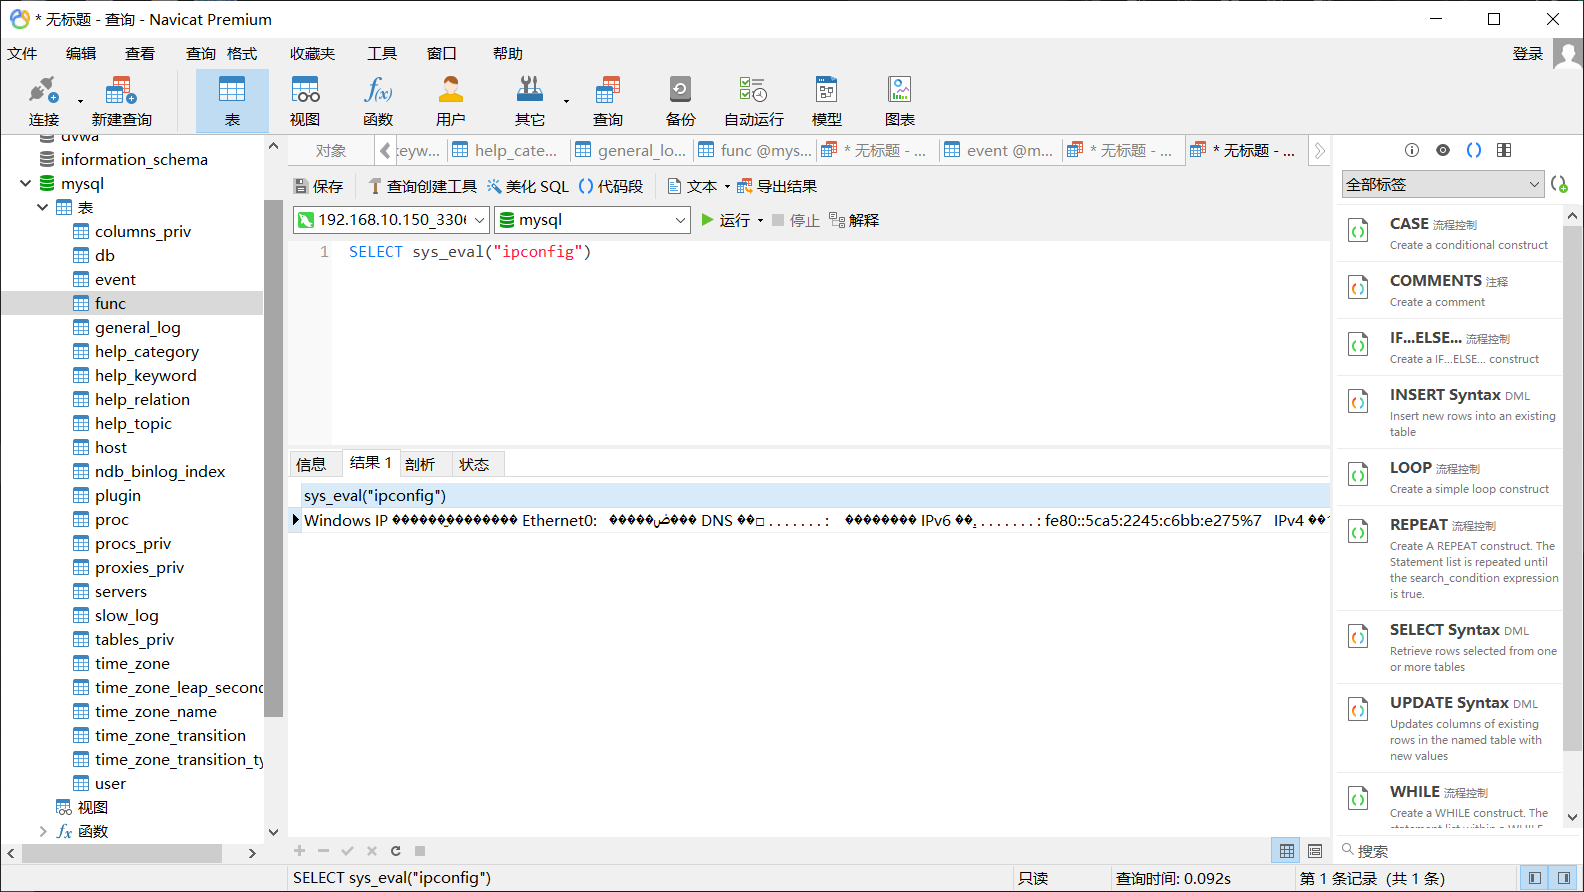 * 无标题 - 查询 - Navicat Premium
文件 编辑 查看 查询 格式 收藏夹 工具 窗口 帮助 登录
连接 新建查询 表 视图 函数 用户 其它 查询 备份 自动运行 模型 图表
对象 eyw... help_cate... general_lo... func @mys... * 无标题 - ... event @m... * 无标题 - ... * 无标题 - ...
保存 查询创建工具 美化 SQL 代码段 文本 导出结果
192.168.10.150_3306 mysql 运行 停止 解释
1 SELECT sys_eval("ipconfig")
dvwa
information_schema
mysql
表
columns_priv
db
event
func
general_log
help_category
help_keyword
help_relation
help_topic
host
ndb_binlog_index
plugin
proc
procs_priv
proxies_priv
servers
slow_log
tables_priv
time_zone
time_zone_leap_second
time_zone_name
time_zone_transition
time_zone_transition_ty
user
视图
函数
信息 结果 1 剖析 状态
sys_eval("ipconfig")
Windows IP Ethernet0: DNS . . . . . . . : IPv6 . . . . . . . . : fe80::5ca5:2245:c6bb:e275%7 IPv4
全部标签
CASE 流程控制
Create a conditional construct
COMMENTS 注释
Create a comment
IF...ELSE... 流程控制
Create a IF...ELSE... construct
INSERT Syntax DML
Insert new rows into an existing
table
LOOP 流程控制
Create a simple loop construct
REPEAT 流程控制
Create A REPEAT construct. The
Statement list is repeated until
the search_condition expression
is true.
SELECT Syntax DML
Retrieve rows selected from one
or more tables
UPDATE Syntax DML
Updates columns of existing
rows in the named table with
new values
WHILE 流程控制
Create a WHILE construct. The
statement list within a WHILE
搜索
SELECT sys_eval("ipconfig") 只读 查询时间: 0.092s 第 1 条记录 (共 1 条)